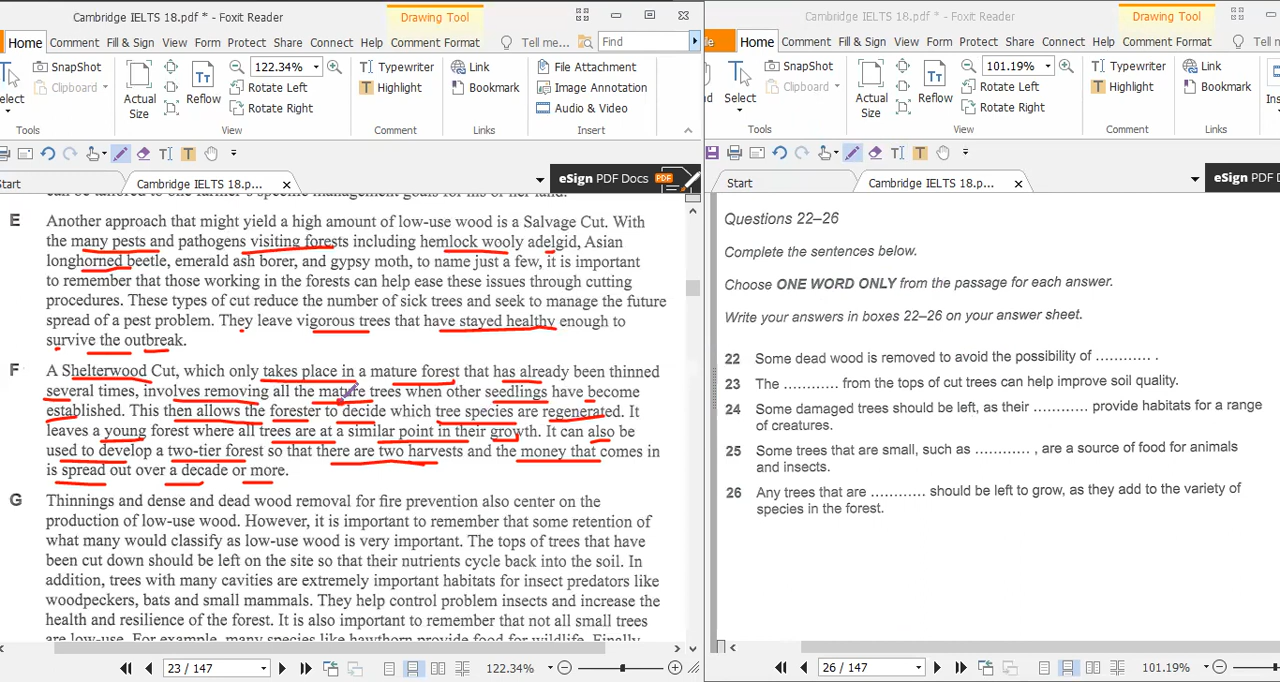 Cambridge IELTS 18.pdf * - Foxit Reader
Drawing Tool
Home Comment Fill & Sign View Form Protect Share Connect Help Comment Format Tell me... Find
Select
SnapShot
Clipboard
Tools
Actual Size
Reflow
122.34%
Rotate Left
Rotate Right
View
Typewriter
Highlight
Comment
Link
Bookmark
Links
File Attachment
Image Annotation
Audio & Video
Insert
eSign PDF Docs
Start
Cambridge IELTS 18.p...
E Another approach that might yield a high amount of low-use wood is a Salvage Cut. With
the many pests and pathogens visiting forests including hemlock wooly adelgid, Asian
longhorned beetle, emerald ash borer, and gypsy moth, to name just a few, it is important
to remember that those working in the forests can help ease these issues through cutting
procedures. These types of cut reduce the number of sick trees and seek to manage the future
spread of a pest problem. They leave vigorous trees that have stayed healthy enough to
survive the outbreak.
F A Shelterwood Cut, which only takes place in a mature forest that has already been thinned
several times, involves removing all the mature trees when other seedlings have become
established. This then allows the forester to decide which tree species are regenerated. It
leaves a young forest where all trees are at a similar point in their growth. It can also be
used to develop a two-tier forest so that there are two harvests and the money that comes in
is spread out over a decade or more.
G Thinnings and dense and dead wood removal for fire prevention also center on the
production of low-use wood. However, it is important to remember that some retention of
what many would classify as low-use wood is very important. The tops of trees that have
been cut down should be left on the site so that their nutrients cycle back into the soil. In
addition, trees with many cavities are extremely important habitats for insect predators like
woodpeckers, bats and small mammals. They help control problem insects and increase the
health and resilience of the forest. It is also important to remember that not all small trees
are low-use. For example, many species like hawthorn provide food for wildlife. Finally
23 / 147
122.34%
Cambridge IELTS 18.pdf * - Foxit Reader
Drawing Tool
Home Comment Fill & Sign View Form Protect Share Connect Help Comment Format Tell
Select
SnapShot
Clipboard
Tools
Actual Size
Reflow
101.19%
Rotate Left
Rotate Right
View
Typewriter
Highlight
Comment
Link
Bookmark
Links
eSign PDF Docs
Start
Cambridge IELTS 18.p...
Questions 22–26
Complete the sentences below.
Choose ONE WORD ONLY from the passage for each answer.
Write your answers in boxes 22–26 on your answer sheet.
22 Some dead wood is removed to avoid the possibility of ………… .
23 The ………… from the tops of cut trees can help improve soil quality.
24 Some damaged trees should be left, as their ………… provide habitats for a range
of creatures.
25 Some trees that are small, such as ………… , are a source of food for animals
and insects.
26 Any trees that are ………… should be left to grow, as they add to the variety of
species in the forest.
26 / 147
101.19%